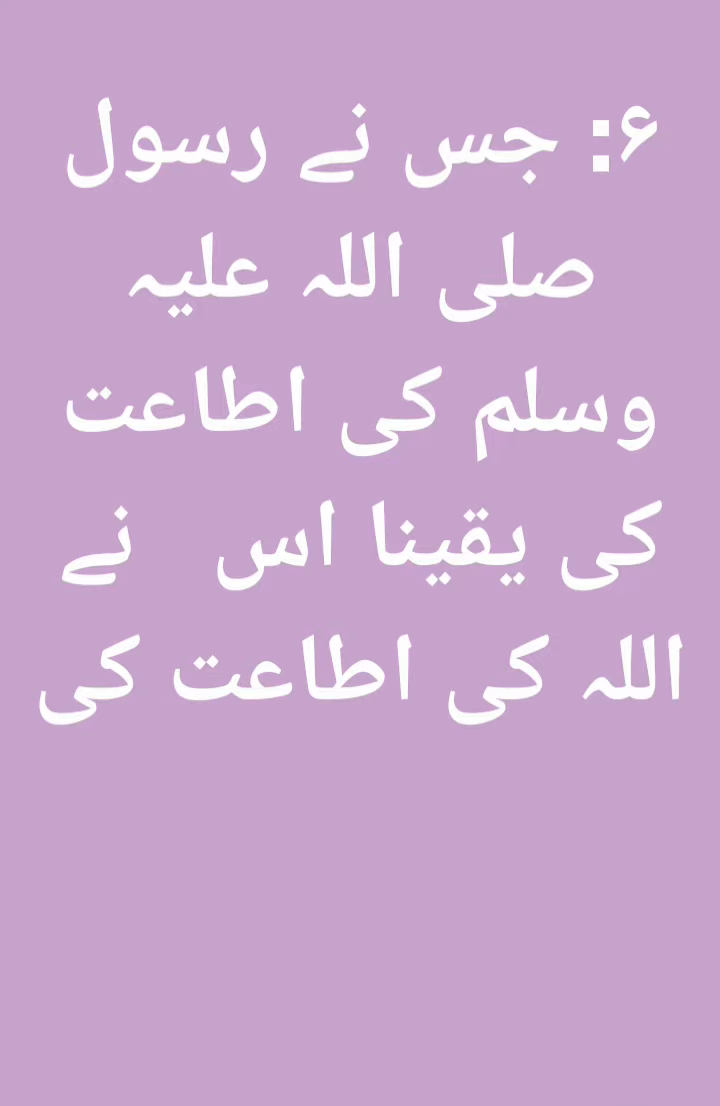 ۶: جس نے رسول
صلی اللہ علیہ
وسلم کی اطاعت
کی یقینا اس نے
اللہ کی اطاعت کی